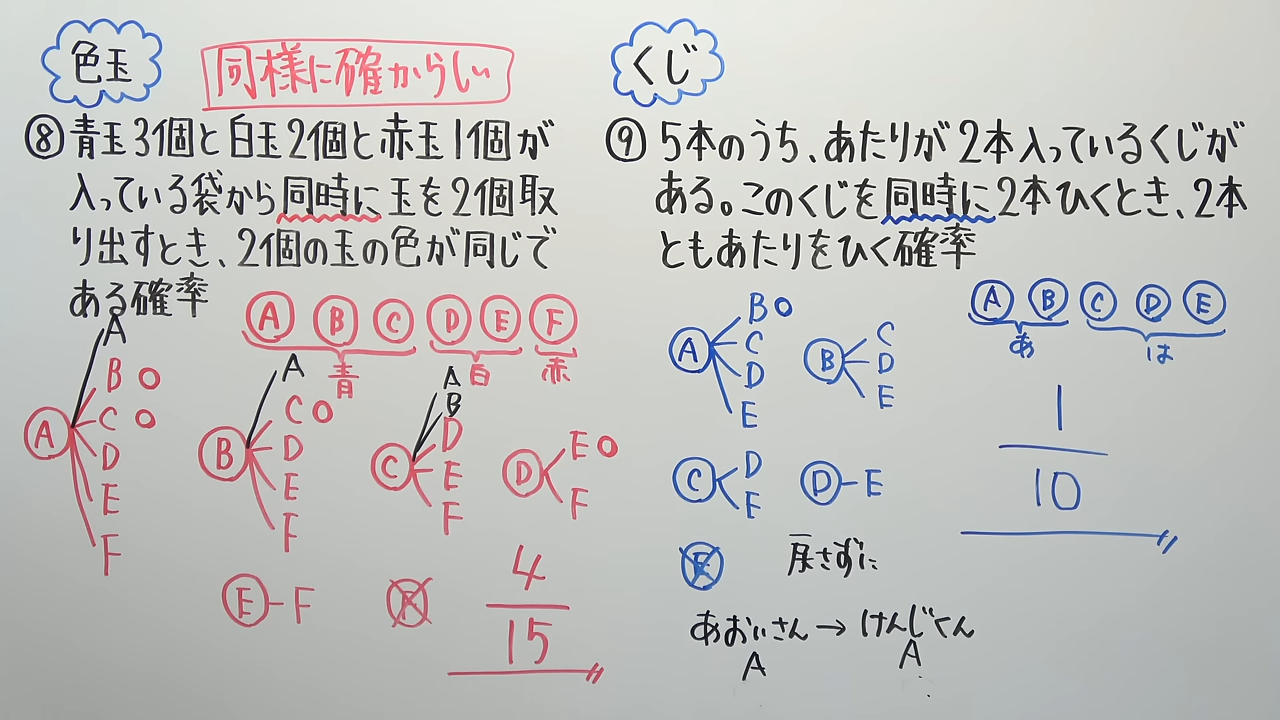 色玉
同様に確からしい
⑧青玉3個と白玉2個と赤玉1個が
入っている袋から同時に玉を2個取
り出すとき、2個の玉の色が同じで
ある確率
Ⓐ Ⓑ Ⓒ Ⓓ Ⓔ Ⓕ
青 白 赤
Ⓐ
A
B○
C○
D
E
F
Ⓑ
A
C○
D
E
F
Ⓒ
A
B
D
E
F
Ⓓ
E○
F
Ⓔ-F
Ⓕ
4
15
くじ
⑨5本のうち、あたりが2本入っているくじが
ある。このくじを同時に2本ひくとき、2本
ともあたりをひく確率
Ⓐ Ⓑ Ⓒ Ⓓ Ⓔ
あ は
Ⓐ
B○
C
D
E
Ⓑ
C
D
E
Ⓒ
D
E
Ⓓ-E
Ⓔ
1
10
戻さずに
あおいさん→けんじくん
A A